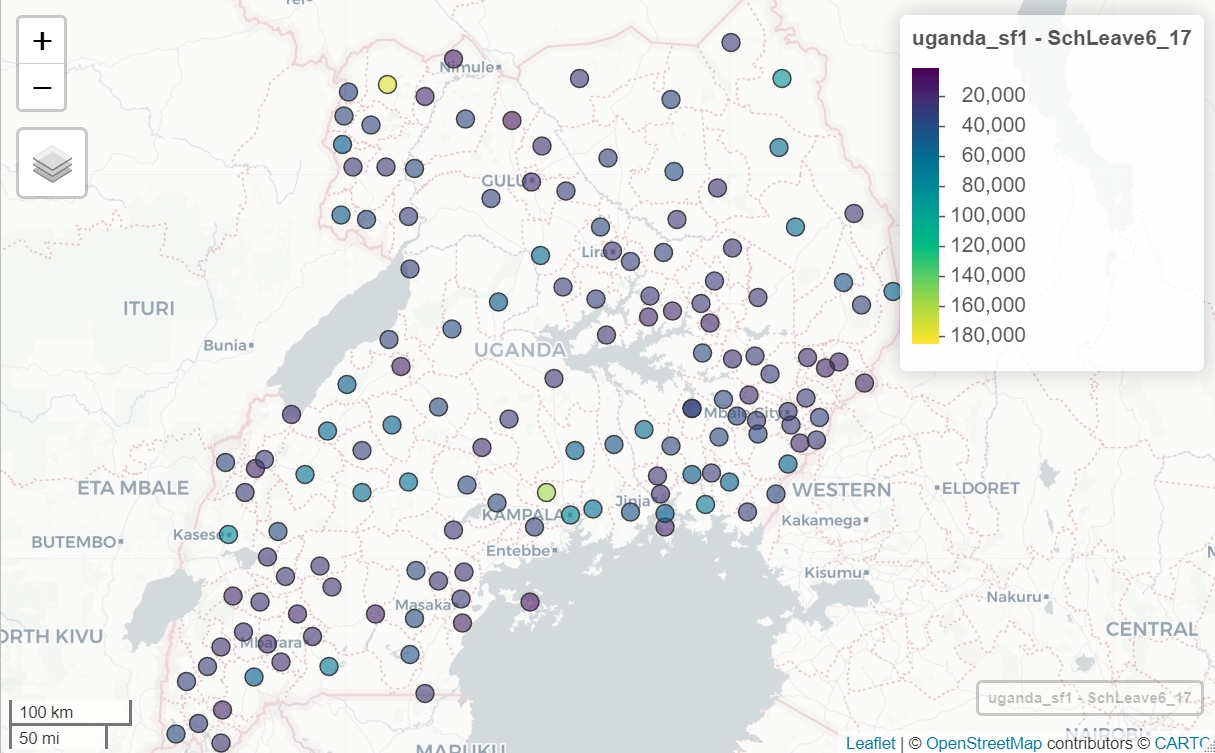 Yei
+
uganda_sf1 - SchLeave6_17
Nimule
−
20,000
40,000
60,000
80,000
100,000
120,000
140,000
160,000
180,000
GULU
Lira
ITURI
Bunia
UGANDA
Mbale City
ETA MBALE
WESTERN
ELDORET
Jinja
KAMPALA
Kasese
BUTEMBO
Kakamega
Entebbe
Kisumu
Nakuru
Masaka
ORTH KIVU
CENTRAL
Mbarara
uganda_sf1 - SchLeave6_17
100 km
50 mi
NAIROBI
MARUKU
Leaflet | © OpenStreetMap contributors © CARTO